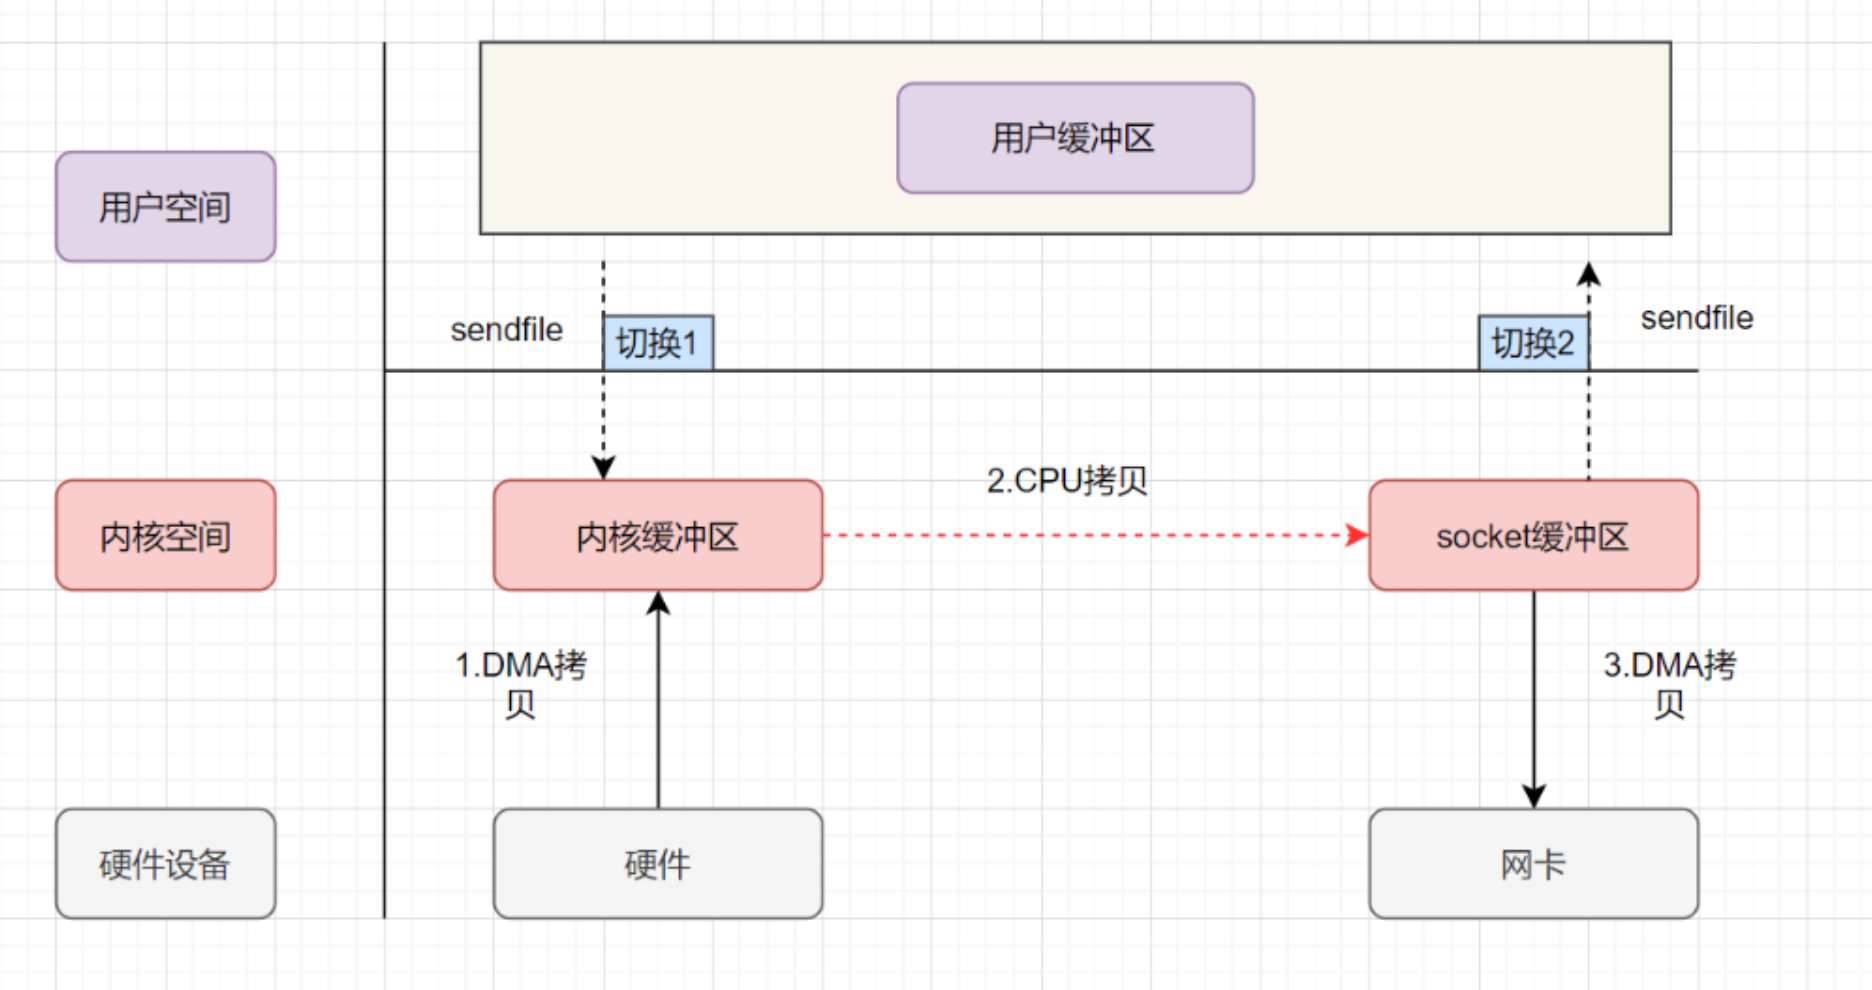 用户缓冲区
用户空间
sendfile
切换1
切换2
sendfile
2.CPU拷贝
内核空间
内核缓冲区
socket缓冲区
1.DMA拷
贝
3.DMA拷
贝
硬件设备
硬件
网卡